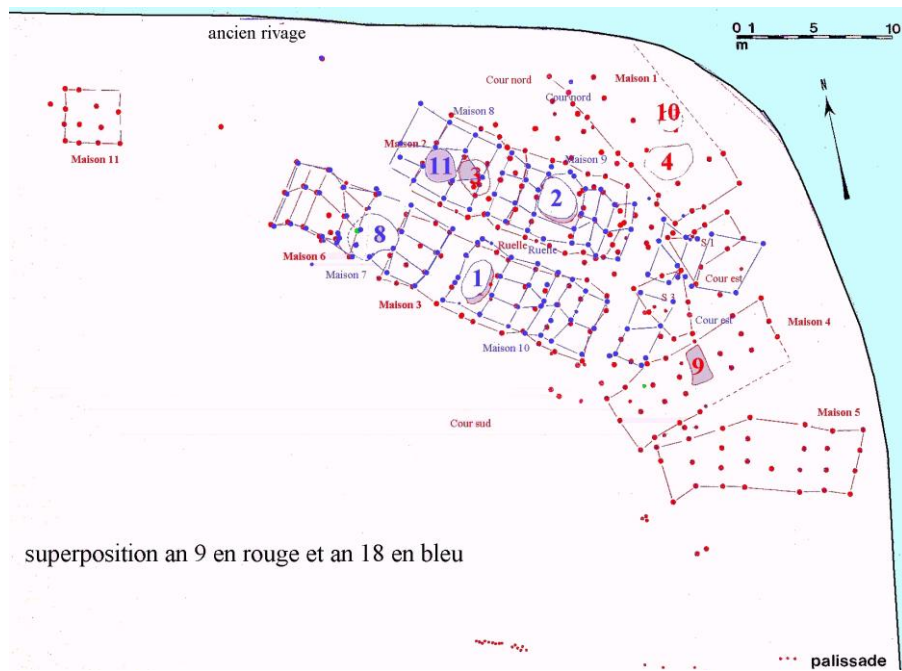 ancien rivage
0 1 5 10
m
N
Cour nord
Maison 1
Cour nord
Maison 8
10
Maison 11
Maison 2
Maison 9
11
3
4
2
8
Ruelle
Ruelle
S 1
Maison 6
Maison 7
1
Cour est
Maison 3
Cour est
Maison 4
Maison 10
9
Cour sud
Maison 5
superposition an 9 en rouge et an 18 en bleu
palissade